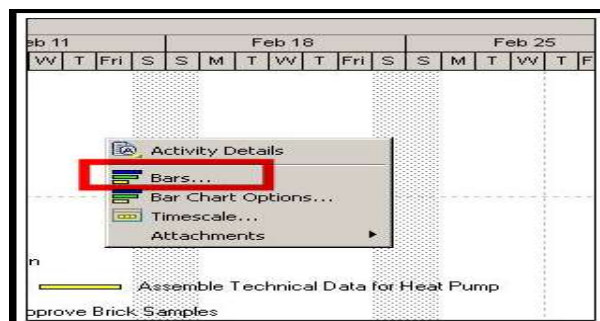 eb 11 Feb 18 Feb 25
W T Fri S S M T W T Fri S S M T W T F
Activity Details
Bars...
Bar Chart Options...
Timescale...
Attachments
n
Assemble Technical Data for Heat Pump
pprove Brick Samples